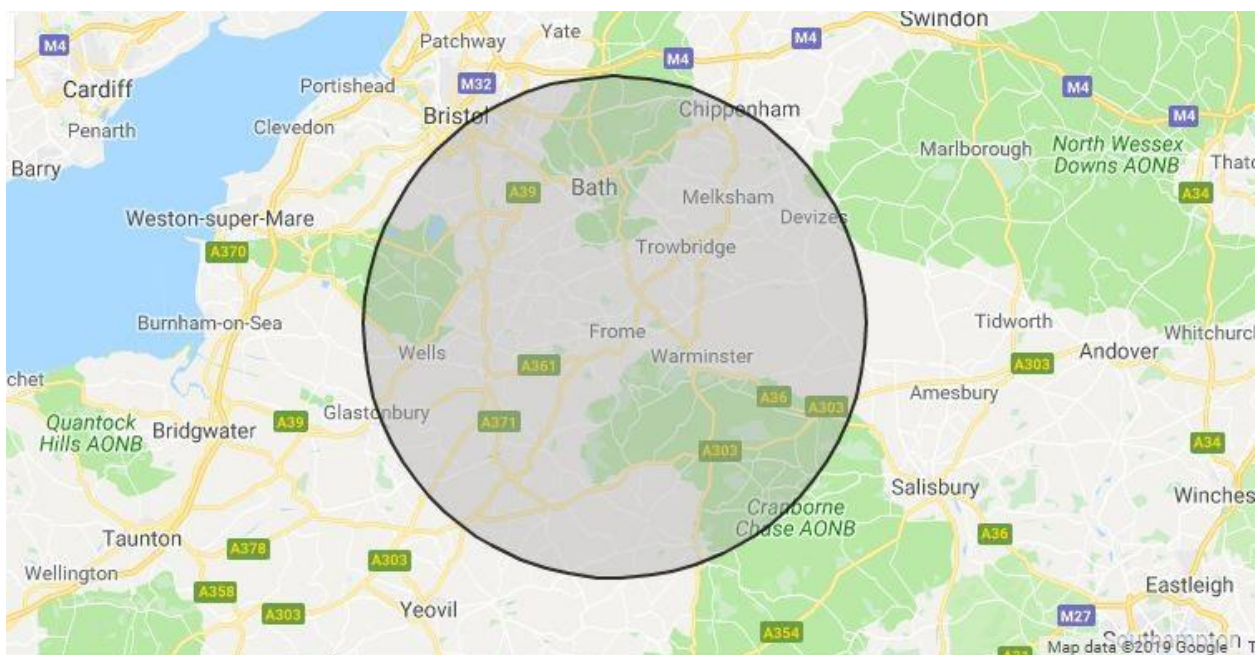 Swindon
M4
Patchway
Yate
M4
M4
Cardiff
Portishead
M32
M4
Bristol
Chippenham
M4
Penarth
Clevedon
Marlborough
North Wessex
Downs AONB
Barry
Bath
A39
Melksham
A34
Weston-super-Mare
Devizes
A370
Trowbridge
Burnham-on-Sea
Frome
Tidworth
Whitchurc
Wells
Warminster
Andover
A361
A303
chet
A36
Amesbury
Glastonbury
A303
Quantock
Hills AONB
Bridgwater
A39
A371
A34
A303
Salisbury
Winches
Cranborne
Chase AONB
Taunton
A378
A36
A303
Wellington
A358
Eastleigh
A303
Yeovil
M27
A354
Southampton
Map data ©2019 Google